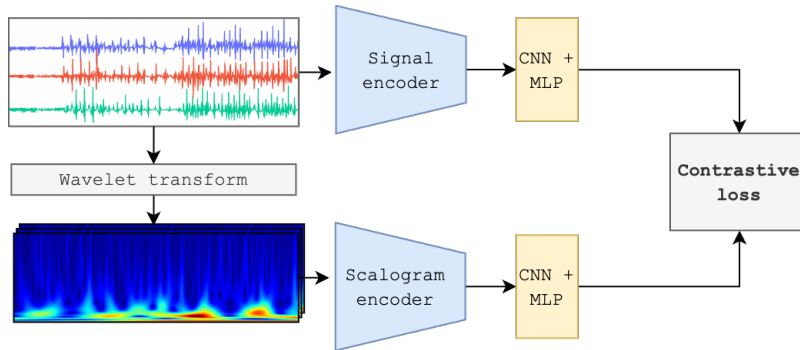 Signal
encoder
CNN +
MLP
Wavelet transform
Contrastive
loss
Scalogram
encoder
CNN +
MLP